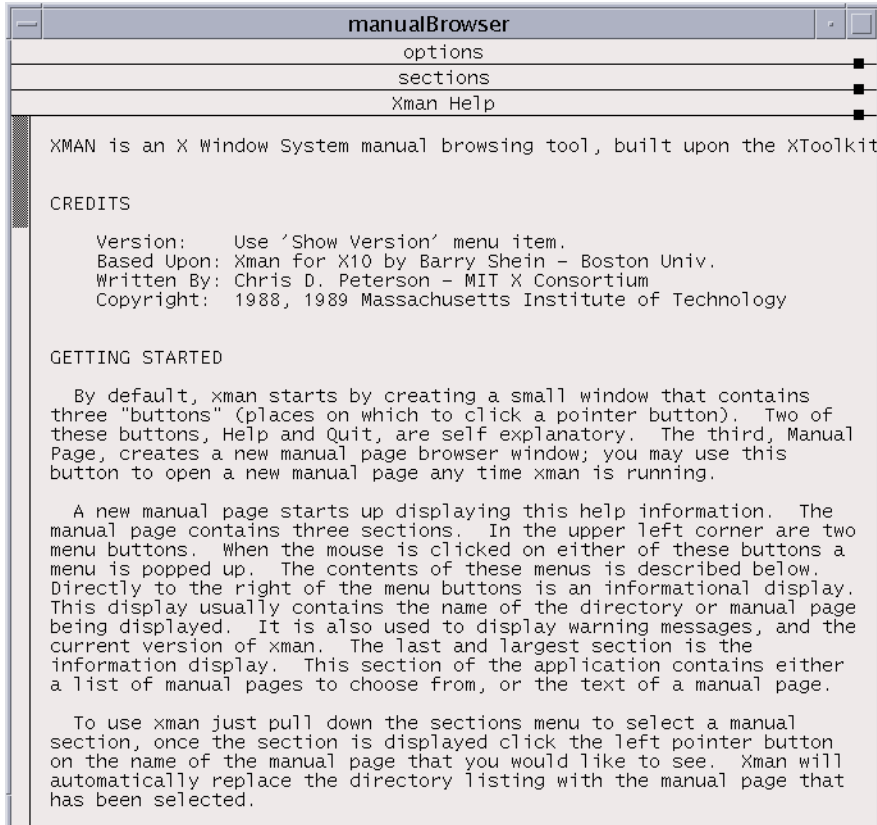 manualBrowser
options
sections
Xman Help
XMAN is an X Window System manual browsing tool, built upon the XToolkit
CREDITS
Version: Use ´Show Version´ menu item.
Based Upon: Xman for X10 by Barry Shein - Boston Univ.
Written By: Chris D. Peterson - MIT X Consortium
Copyright: 1988, 1989 Massachusetts Institute of Technology
GETTING STARTED
By default, xman starts by creating a small window that contains
three "buttons" (places on which to click a pointer button). Two of
these buttons, Help and Quit, are self explanatory. The third, Manual
Page, creates a new manual page browser window; you may use this
button to open a new manual page any time xman is running.
A new manual page starts up displaying this help information. The
manual page contains three sections. In the upper left corner are two
menu buttons. When the mouse is clicked on either of these buttons a
menu is popped up. The contents of these menus is described below.
Directly to the right of the menu buttons is an informational display.
This display usually contains the name of the directory or manual page
being displayed. It is also used to display warning messages, and the
current version of xman. The last and largest section is the
information display. This section of the application contains either
a list of manual pages to choose from, or the text of a manual page.
To use xman just pull down the sections menu to select a manual
section, once the section is displayed click the left pointer button
on the name of the manual page that you would like to see. Xman will
automatically replace the directory listing with the manual page that
has been selected.